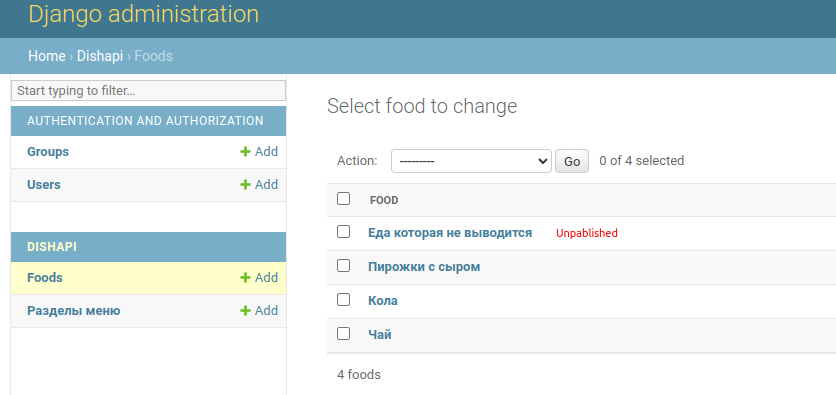 Django administration
Home › Dishapi › Foods
Start typing to filter...
AUTHENTICATION AND AUTHORIZATION
Groups + Add
Users + Add
DISHAPI
Foods + Add
Разделы меню + Add
Select food to change
Action: --------- Go 0 of 4 selected
FOOD
Еда которая не выводится Unpablished
Пирожки с сыром
Кола
Чай
4 foods